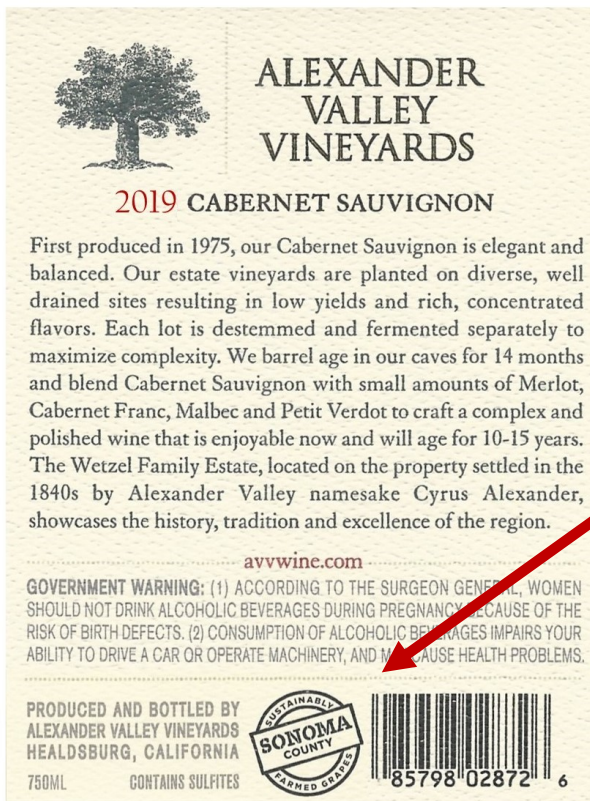 ALEXANDER
VALLEY
VINEYARDS
2019 CABERNET SAUVIGNON
First produced in 1975, our Cabernet Sauvignon is elegant and
balanced. Our estate vineyards are planted on diverse, well
drained sites resulting in low yields and rich, concentrated
flavors. Each lot is destemmed and fermented separately to
maximize complexity. We barrel age in our caves for 14 months
and blend Cabernet Sauvignon with small amounts of Merlot,
Cabernet Franc, Malbec and Petit Verdot to craft a complex and
polished wine that is enjoyable now and will age for 10-15 years.
The Wetzel Family Estate, located on the property settled in the
1840s by Alexander Valley namesake Cyrus Alexander,
showcases the history, tradition and excellence of the region.
avvwine.com
GOVERNMENT WARNING: (1) ACCORDING TO THE SURGEON GENERAL, WOMEN
SHOULD NOT DRINK ALCOHOLIC BEVERAGES DURING PREGNANCY BECAUSE OF THE
RISK OF BIRTH DEFECTS. (2) CONSUMPTION OF ALCOHOLIC BEVERAGES IMPAIRS YOUR
ABILITY TO DRIVE A CAR OR OPERATE MACHINERY, AND CAUSE HEALTH PROBLEMS.
PRODUCED AND BOTTLED BY
ALEXANDER VALLEY VINEYARDS
HEALDSBURG, CALIFORNIA
750ML CONTAINS SULFITES
SUSTAINABLY
SONOMA
COUNTY
FARMED GRAPES
85798 02872 6